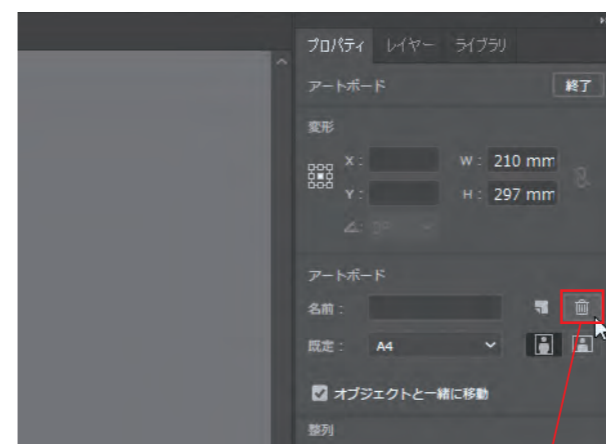 プロパティ レイヤー ライブラリ
アートボード 終了
変形
X : W : 210 mm
Y : H : 297 mm
アートボード
名前 :
既定 : A4
オブジェクトと一緒に移動
整列